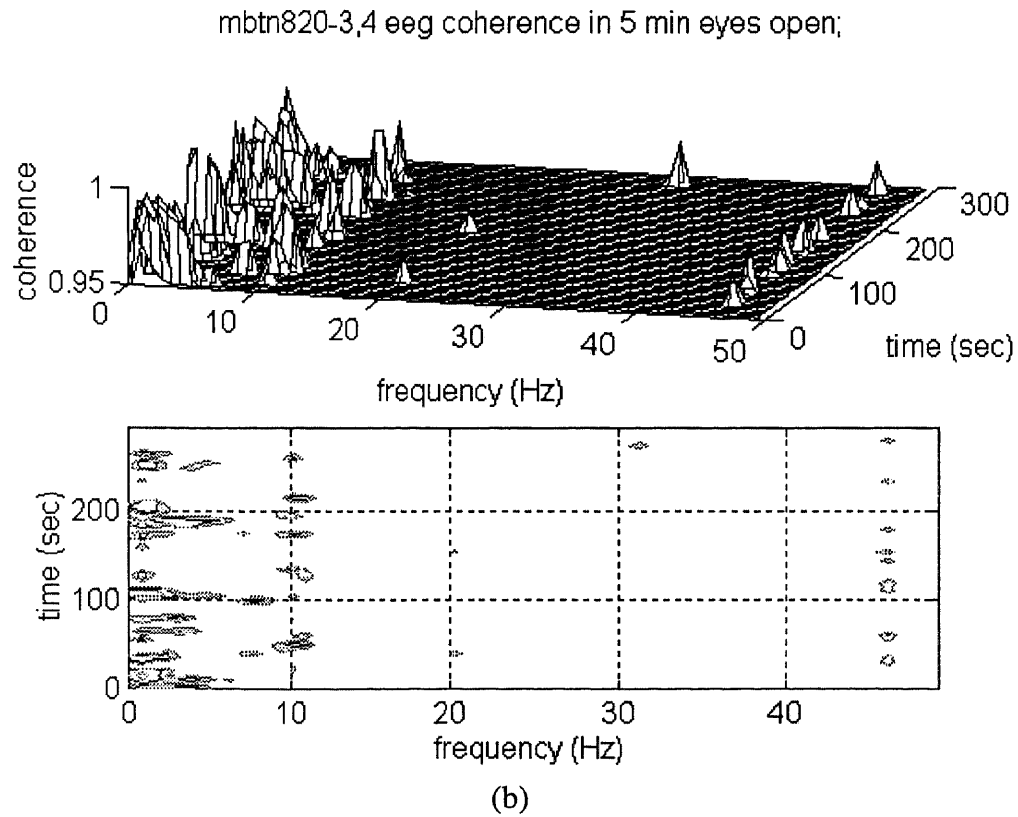 mbtn820-3,4 eeg coherence in 5 min eyes open;
coherence
1
0.95
0
10
20
30
40
50
frequency (Hz)
0
100
200
300
time (sec)
time (sec)
200
100
0
0
10
20
30
40
frequency (Hz)
(b)